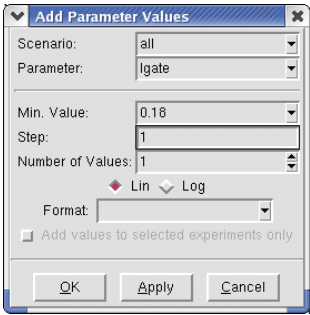 Add Parameter Values
Scenario: all
Parameter: lgate
Min. Value: 0.18
Step: 1
Number of Values: 1
Lin Log
Format:
Add values to selected experiments only
OK Apply Cancel